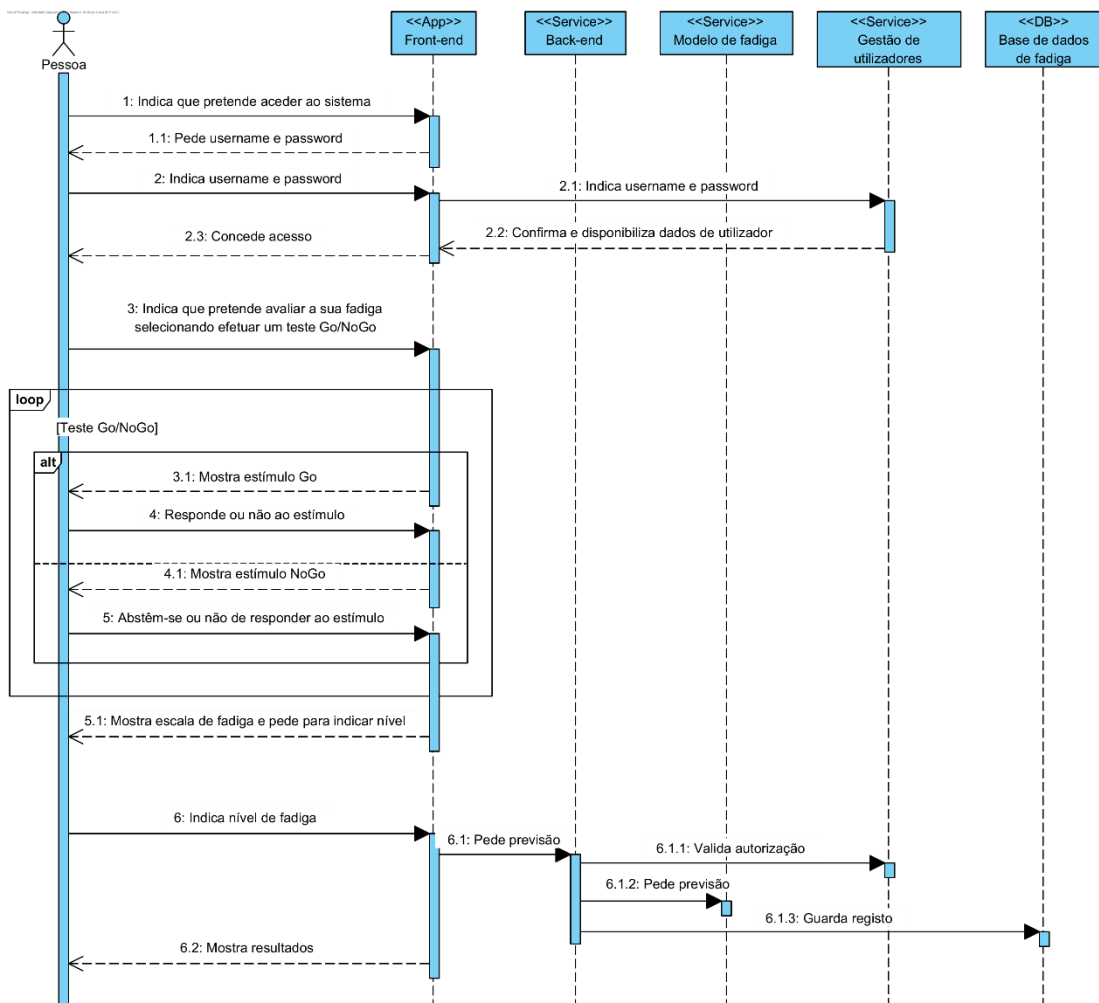 <<App>>
Front-end
<<Service>>
Back-end
<<Service>>
Modelo de fadiga
<<Service>>
Gestão de
utilizadores
<<DB>>
Base de dados
de fadiga
Pessoa
1: Indica que pretende aceder ao sistema
1.1: Pede username e password
2: Indica username e password
2.1: Indica username e password
2.2: Confirma e disponibiliza dados de utilizador
2.3: Concede acesso
3: Indica que pretende avaliar a sua fadiga
selecionando efetuar um teste Go/NoGo
loop
[Teste Go/NoGo]
alt
3.1: Mostra estímulo Go
4: Responde ou não ao estímulo
4.1: Mostra estímulo NoGo
5: Abstêm-se ou não de responder ao estímulo
5.1: Mostra escala de fadiga e pede para indicar nível
6: Indica nível de fadiga
6.1: Pede previsão
6.1.1: Valida autorização
6.1.2: Pede previsão
6.1.3: Guarda registo
6.2: Mostra resultados